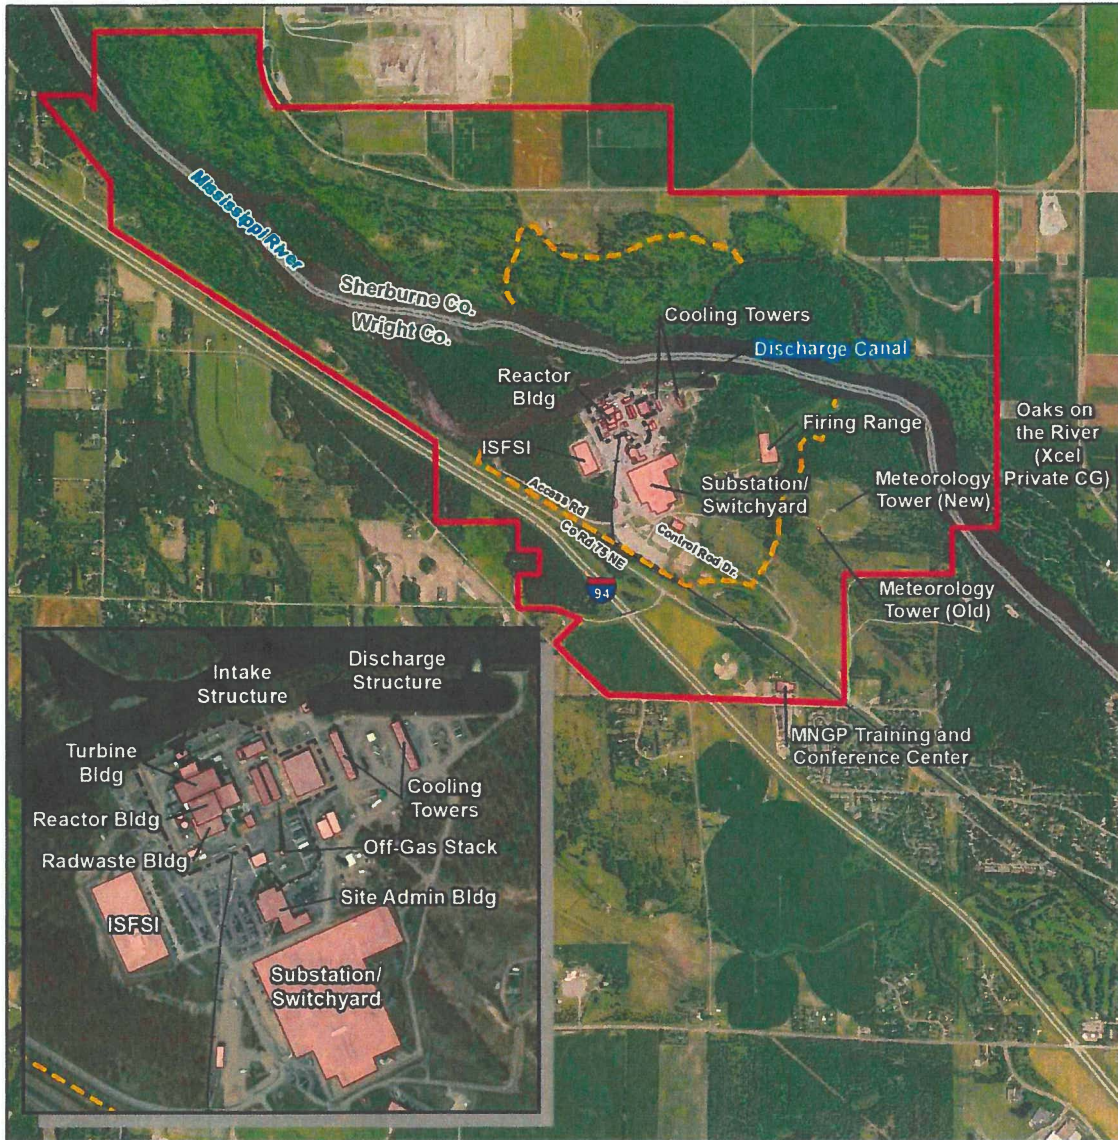 Mississippi River
Sherburne Co.
Wright Co.
Cooling Towers
Discharge Canal
Reactor
Bldg
Firing Range
Oaks on
the River
(Xcel
Private CG)
ISFSI
Substation/
Switchyard
Meteorology
Tower (New)
Access Rd
Co Rd 75 NE
Control Rod Dr.
94
Meteorology
Tower (Old)
MNGP Training and
Conference Center
Intake
Structure
Discharge
Structure
Turbine
Bldg
Cooling
Towers
Reactor Bldg
Radwaste Bldg
Off-Gas Stack
Site Admin Bldg
ISFSI
Substation/
Switchyard